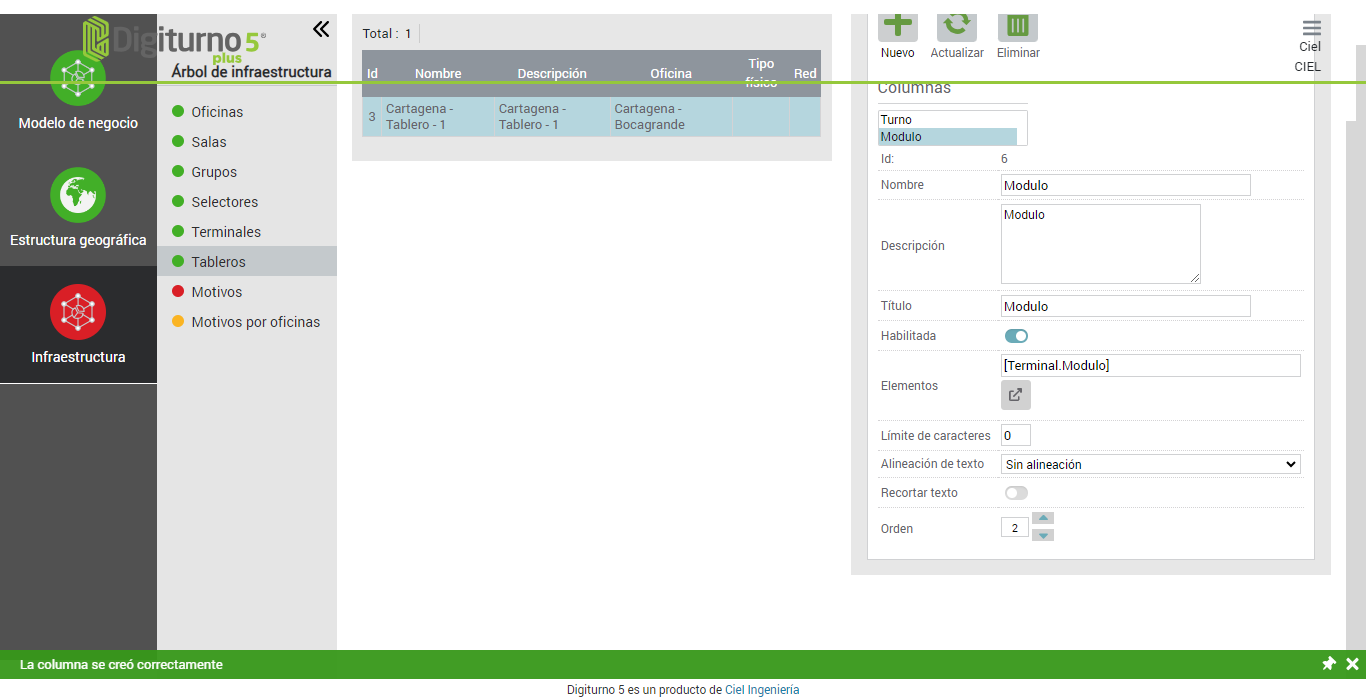 Digiturno 5®
plus
Árbol de infraestructura
Modelo de negocio
Estructura geográfica
Infraestructura
Oficinas
Salas
Grupos
Selectores
Terminales
Tableros
Motivos
Motivos por oficinas
Total : 1
Id Nombre Descripción Oficina Tipo físico Red
3 Cartagena - Tablero - 1 Cartagena - Tablero - 1 Cartagena - Bocagrande
Nuevo Actualizar Eliminar
Ciel
CIEL
Columnas
Turno
Modulo
Id: 6
Nombre Modulo
Descripción Modulo
Título Modulo
Habilitada
Elementos [Terminal.Modulo]
Límite de caracteres 0
Alineación de texto Sin alineación
Recortar texto
Orden 2
La columna se creó correctamente
Digiturno 5 es un producto de Ciel Ingeniería